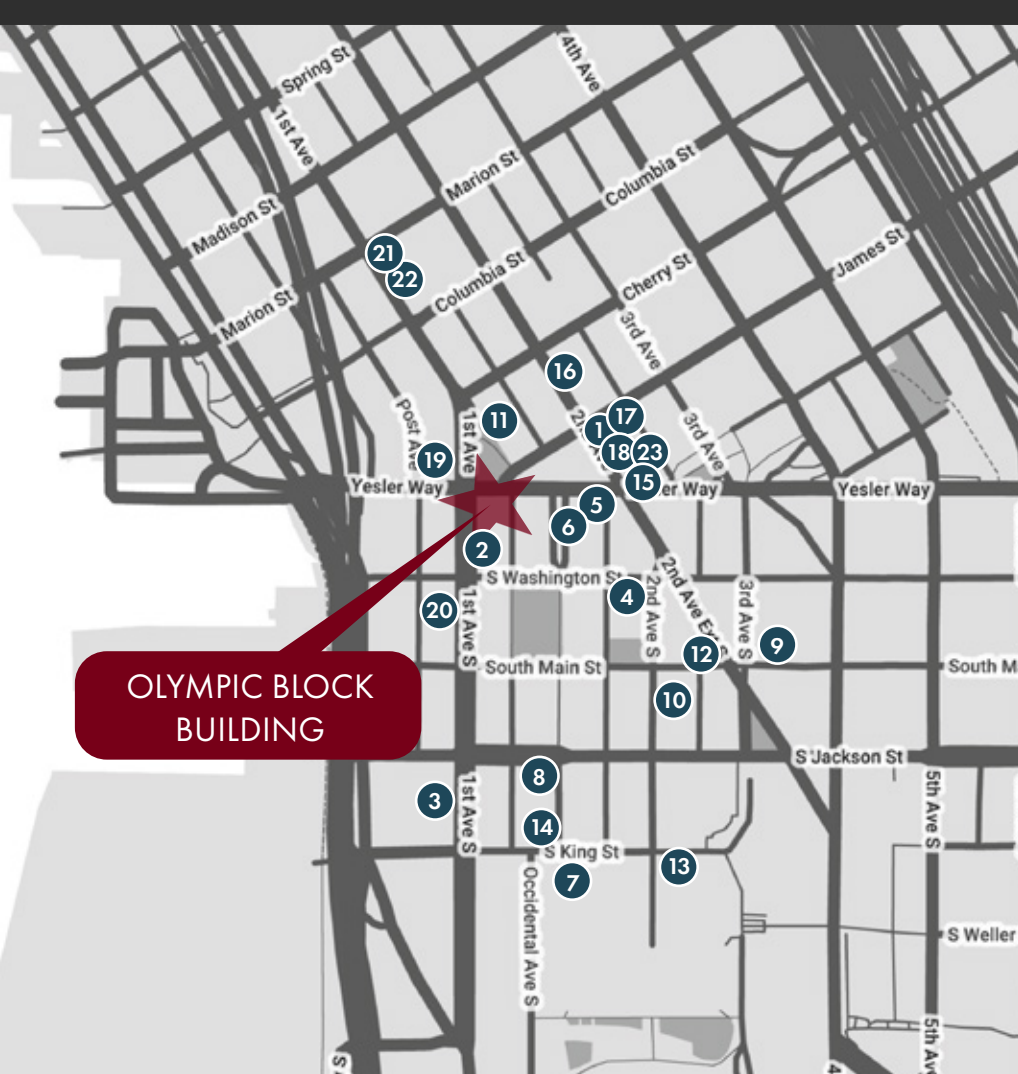 Spring St
4th Ave
1st Ave
Marion St
Columbia St
Madison St
James St
21
22
Columbia St
Cherry St
Marion St
3rd Ave
16
Post Ave
1st Ave
11
17
3rd Ave
1
18
23
19
15
Yesler Way
Yesler Way
5
6
2
S Washington St
2nd Ave Ext S
4
2nd Ave S
3rd Ave S
20
1st Ave S
9
12
South Main St
South M
OLYMPIC BLOCK
BUILDING
10
S Jackson St
8
3
1st Ave S
5th Ave S
14
S King St
13
7
Occidental Ave S
S Weller
5th Av
S
4